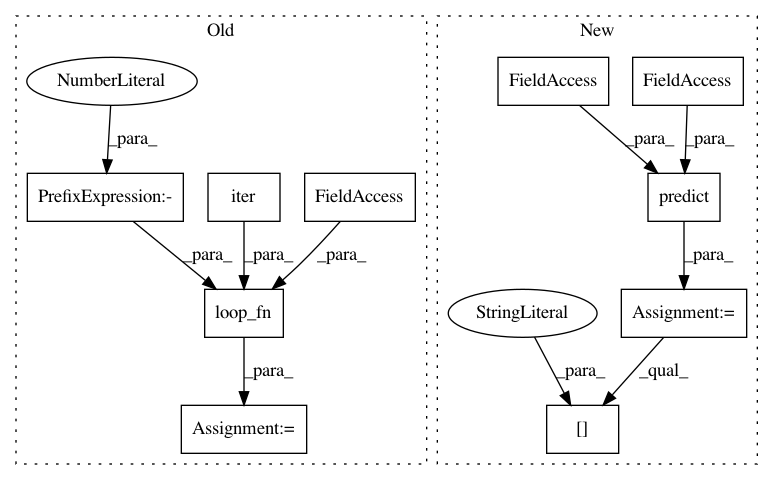 Old
New
NumberLiteral
FieldAccess
FieldAccess
_para_
_para_
_para_
PrefixExpression:-
iter
FieldAccess
predict
_para_
_para_
_para_
_para_
loop_fn
StringLiteral
Assignment:=
_para_
_para_
_qual_
Assignment:=
[]